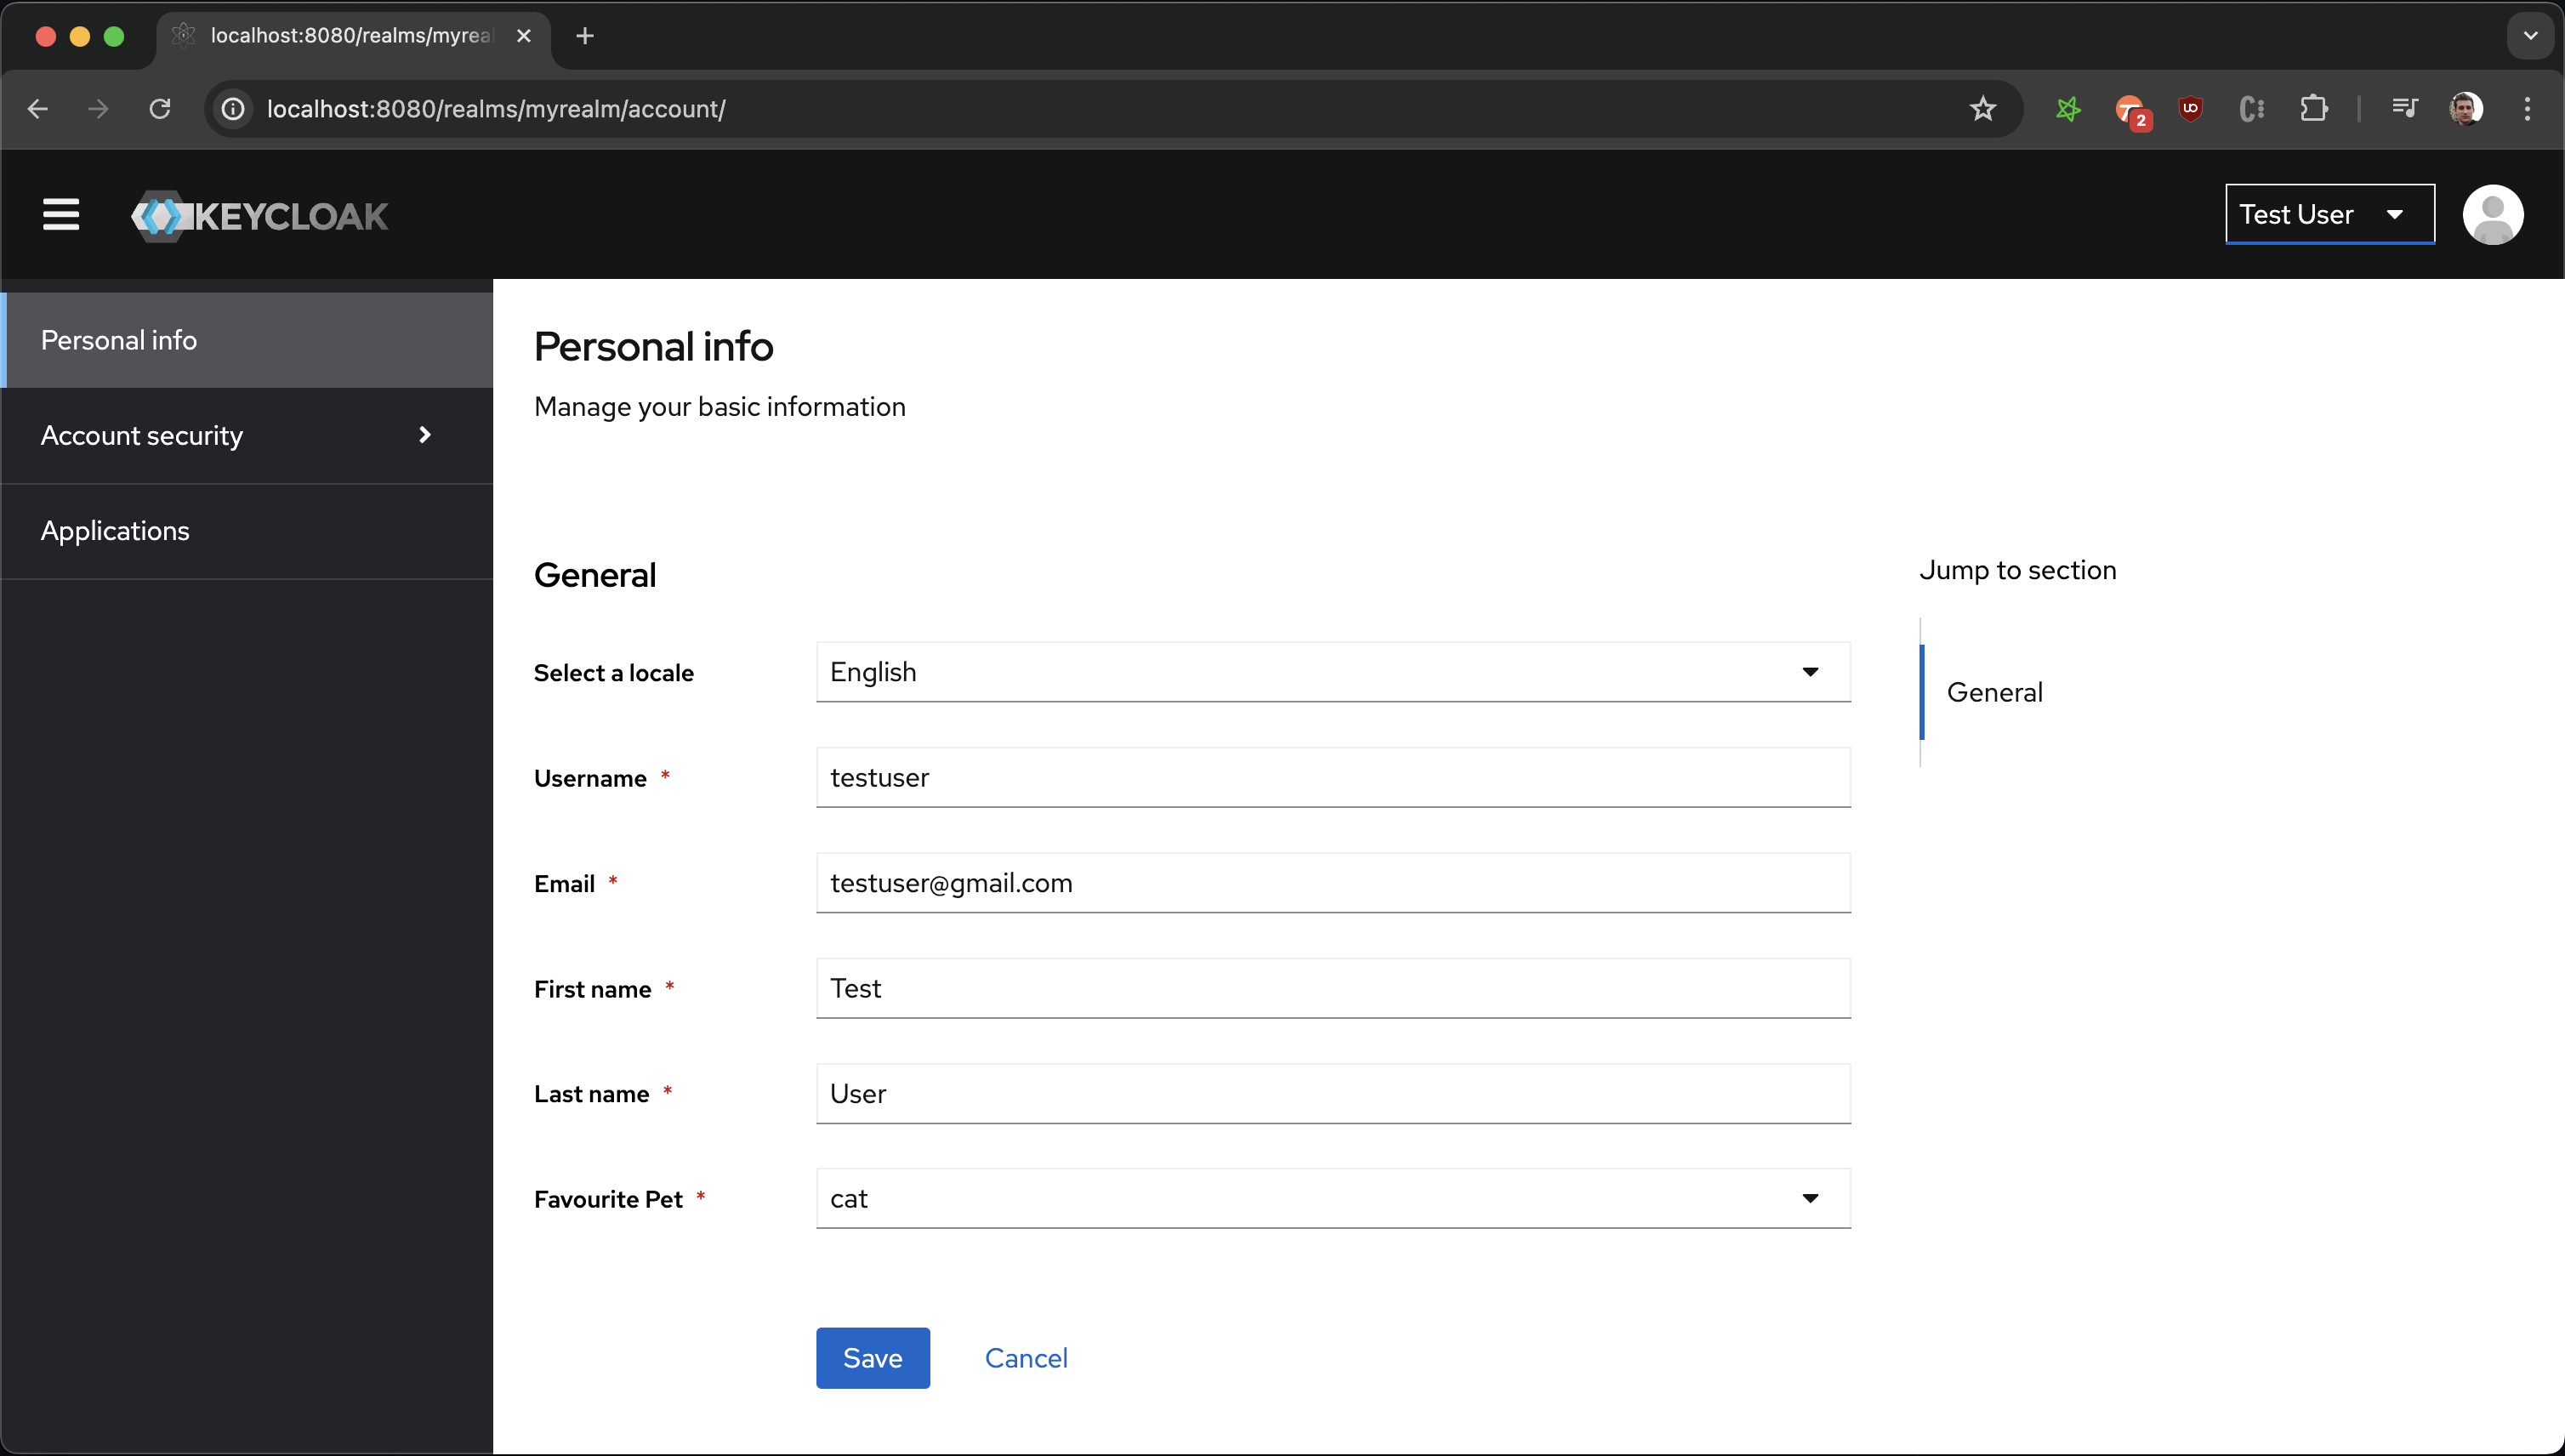 localhost:8080/realms/myrea
localhost:8080/realms/myrealm/account/
2
UO
KEYCLOAK
Test User
Personal info
Account security
Applications
Personal info
Manage your basic information
General
Select a locale
English
Username *
testuser
Email *
testuser@gmail.com
First name *
Test
Last name *
User
Favourite Pet *
cat
Save
Cancel
Jump to section
General